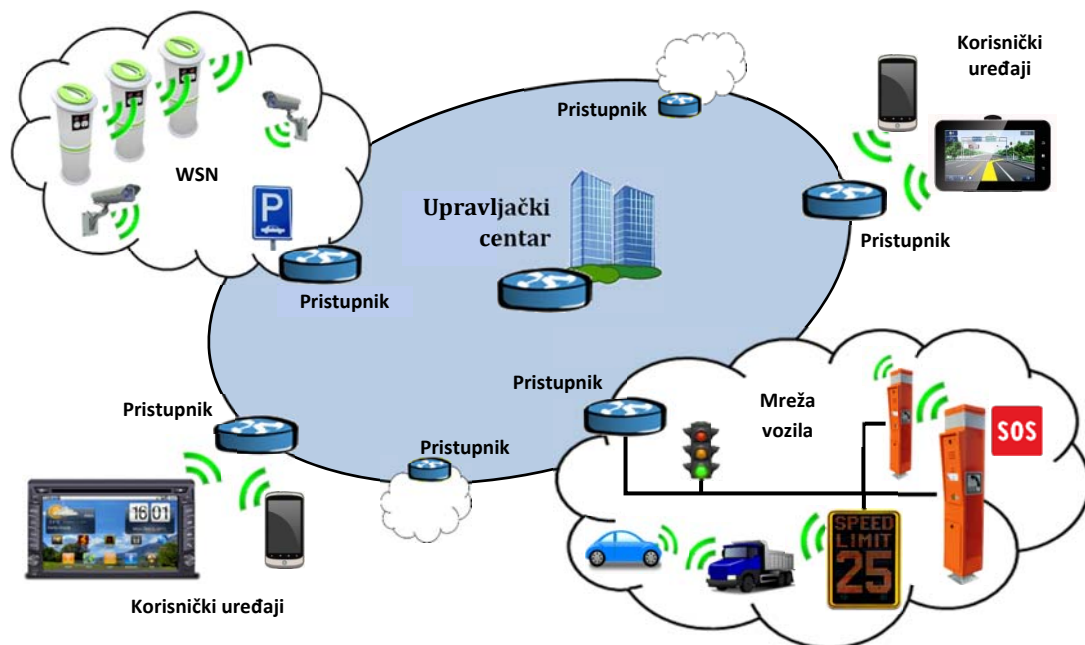 Korisnički
uređaji
Pristupnik
WSN
P
Upravljački
centar
Pristupnik
Pristupnik
Pristupnik
Mreža
vozila
SOS
Pristupnik
Pristupnik
16 01
SPEED
LIMIT
25
Korisnički uređaji